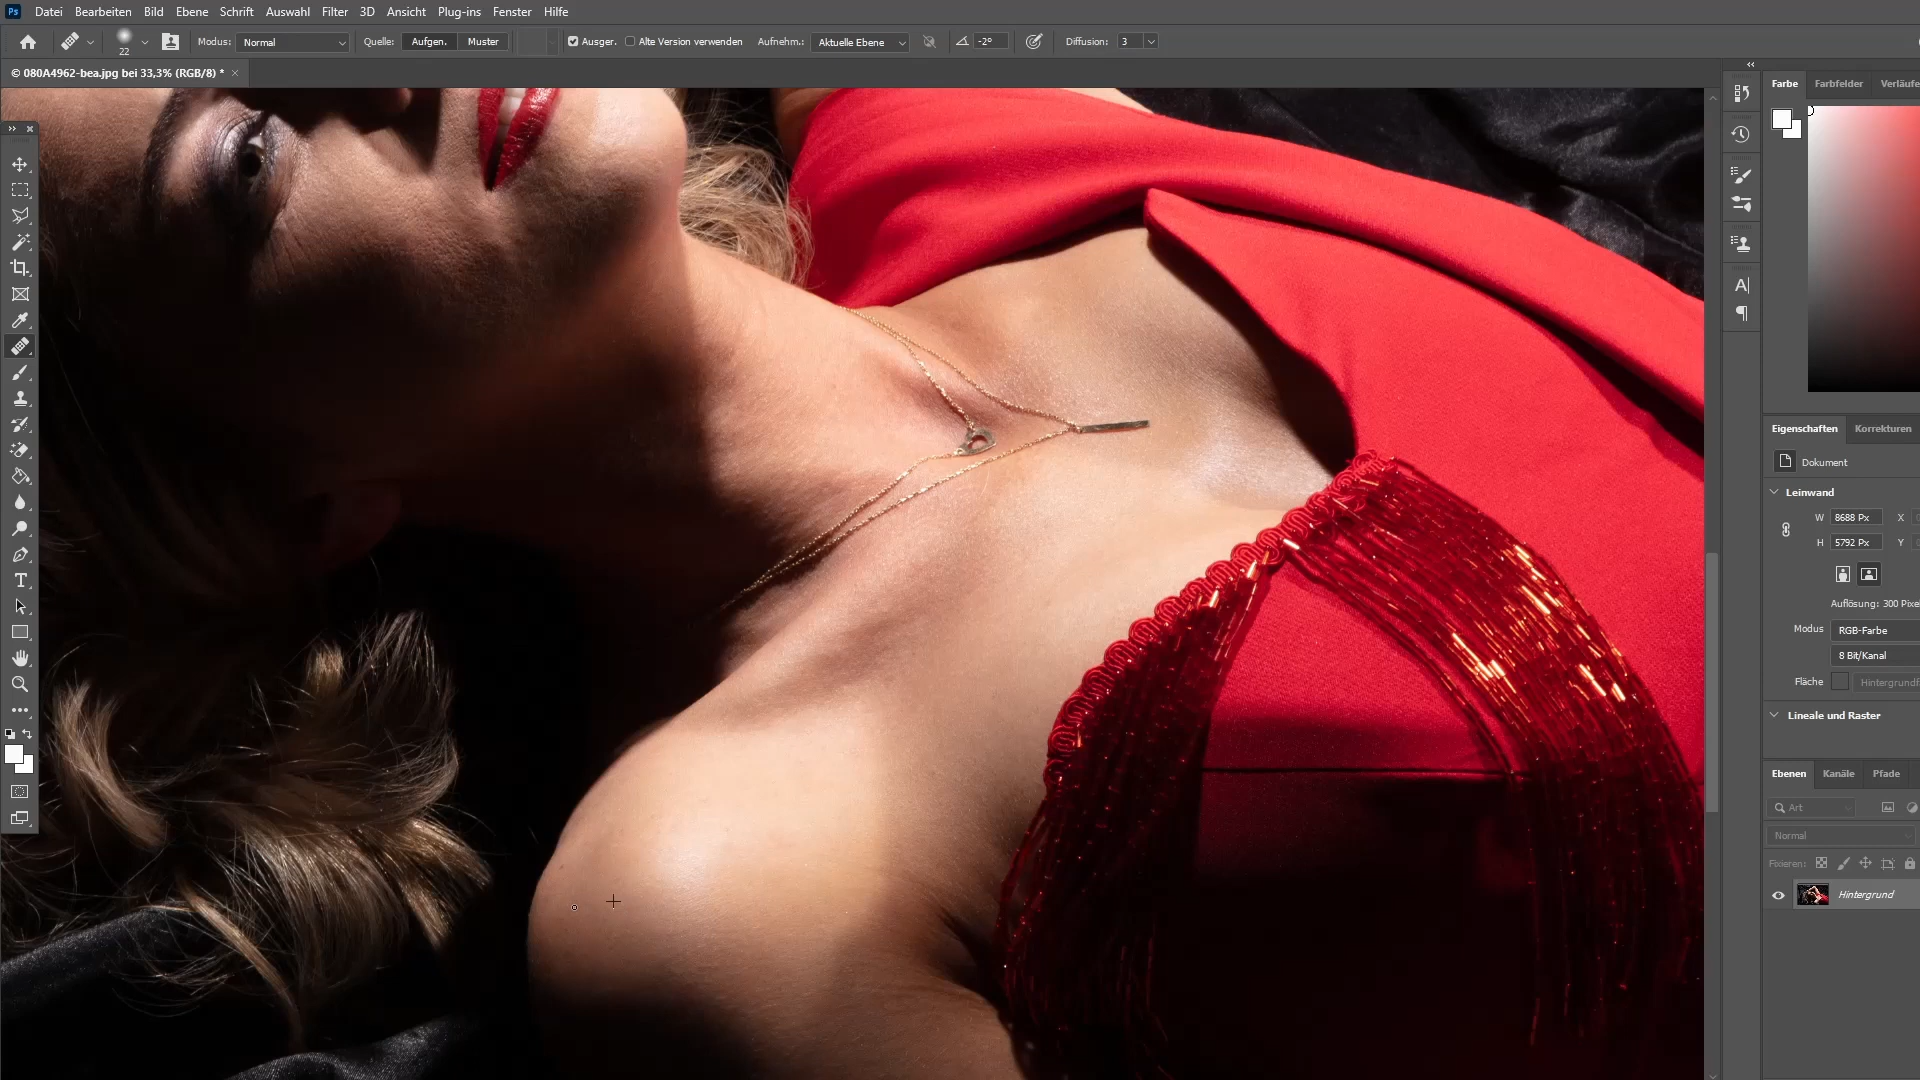 Ps Datei Bearbeiten Bild Ebene Schrift Auswahl Filter 3D Ansicht Plug-ins Fenster Hilfe
22 Modus: Normal Quelle: Aufgen. Muster Ausger. Alte Version verwenden Aufnehm.: Aktuelle Ebene -2° Diffusion: 3
© 080A4962-bea.jpg bei 33,3% (RGB/8) *
Farbe Farbfelder Verläufe
Eigenschaften Korrekturen
Dokument
Leinwand
W 8688 Px X
H 5792 Px Y
Auflösung: 300 Pixel
Modus RGB-Farbe
8 Bit/Kanal
Fläche Hintergrundf
Lineale und Raster
Ebenen Kanäle Pfade
Art
Normal
Fixieren:
Hintergrund